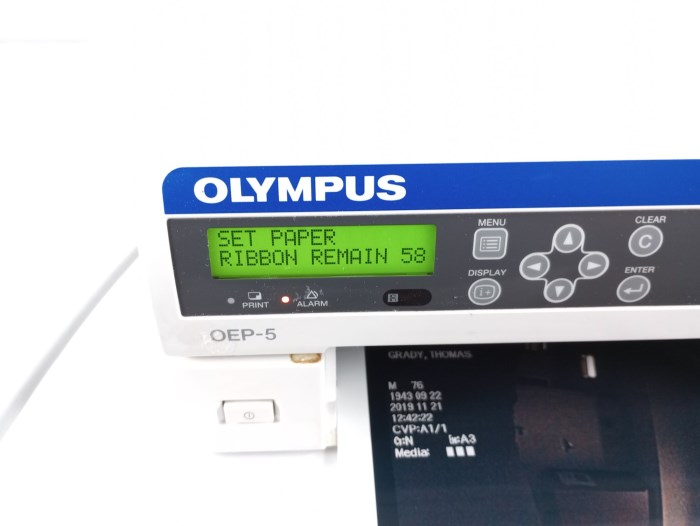 OLYMPUS
SET PAPER
RIBBON REMAIN 58
MENU
CLEAR
C
DISPLAY
ENTER
PRINT
ALARM
OEP-5
GRADY, THOMAS
M 76
1943 09 22
2019 11 21
12:42:22
CVP:A1/1
Q:N A3
Media: